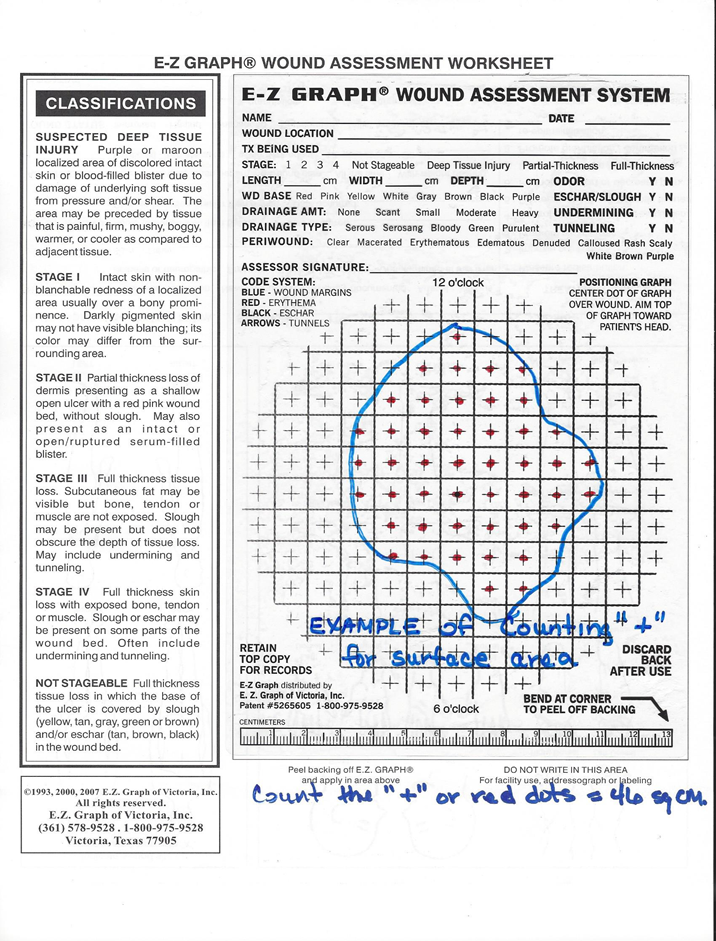 E-Z GRAPH® WOUND ASSESSMENT WORKSHEET
CLASSIFICATIONS
SUSPECTED DEEP TISSUE
INJURY Purple or maroon
localized area of discolored intact
skin or blood-filled blister due to
damage of underlying soft tissue
from pressure and/or shear. The
area may be preceded by tissue
that is painful, firm, mushy, boggy,
warmer, or cooler as compared to
adjacent tissue.
STAGE I Intact skin with non-
blanchable redness of a localized
area usually over a bony promi-
nence. Darkly pigmented skin
may not have visible blanching; its
color may differ from the sur-
rounding area.
STAGE II Partial thickness loss of
dermis presenting as a shallow
open ulcer with a red pink wound
bed, without slough. May also
present as an intact or
open/ruptured serum-filled
blister.
STAGE III Full thickness tissue
loss. Subcutaneous fat may be
visible but bone, tendon or
muscle are not exposed. Slough
may be present but does not
obscure the depth of tissue loss.
May include undermining and
tunneling.
STAGE IV Full thickness skin
loss with exposed bone, tendon
or muscle. Slough or eschar may
be present on some parts of the
wound bed. Often include
undermining and tunneling.
NOT STAGEABLE Full thickness
tissue loss in which the base of
the ulcer is covered by slough
(yellow, tan, gray, green or brown)
and/or eschar (tan, brown, black)
in the wound bed.
©1993, 2000, 2007 E.Z. Graph of Victoria, Inc.
All rights reserved.
E.Z. Graph of Victoria, Inc.
(361) 578-9528 . 1-800-975-9528
Victoria, Texas 77905
E-Z GRAPH® WOUND ASSESSMENT SYSTEM
NAME DATE
WOUND LOCATION
TX BEING USED
STAGE: 1 2 3 4 Not Stageable Deep Tissue Injury Partial-Thickness Full-Thickness
LENGTH cm WIDTH cm DEPTH cm ODOR Y N
WD BASE Red Pink Yellow White Gray Brown Black Purple ESCHAR/SLOUGH Y N
DRAINAGE AMT: None Scant Small Moderate Heavy UNDERMINING Y N
DRAINAGE TYPE: Serous Serosang Bloody Green Purulent TUNNELING Y N
PERIWOUND: Clear Macerated Erythematous Edematous Denuded Calloused Rash Scaly
White Brown Purple
ASSESSOR SIGNATURE:
CODE SYSTEM:
BLUE - WOUND MARGINS
RED - ERYTHEMA
BLACK - ESCHAR
ARROWS - TUNNELS
12 o'clock
POSITIONING GRAPH
CENTER DOT OF GRAPH
OVER WOUND. AIM TOP
OF GRAPH TOWARD
PATIENT'S HEAD.
EXAMPLE of Counting "+"
for surface area
RETAIN
TOP COPY
FOR RECORDS
DISCARD
BACK
AFTER USE
E-Z Graph distributed by
E. Z. Graph of Victoria, Inc.
Patent #5265605 1-800-975-9528
6 o'clock
BEND AT CORNER
TO PEEL OFF BACKING
CENTIMETERS
1 2 3 4 5 6 7 8 9 10 11 12 13
Peel backing off E.Z. GRAPH®
and apply in area above
DO NOT WRITE IN THIS AREA
For facility use, addressograph or labeling
Count the "+" or red dots = 46 sq cm.